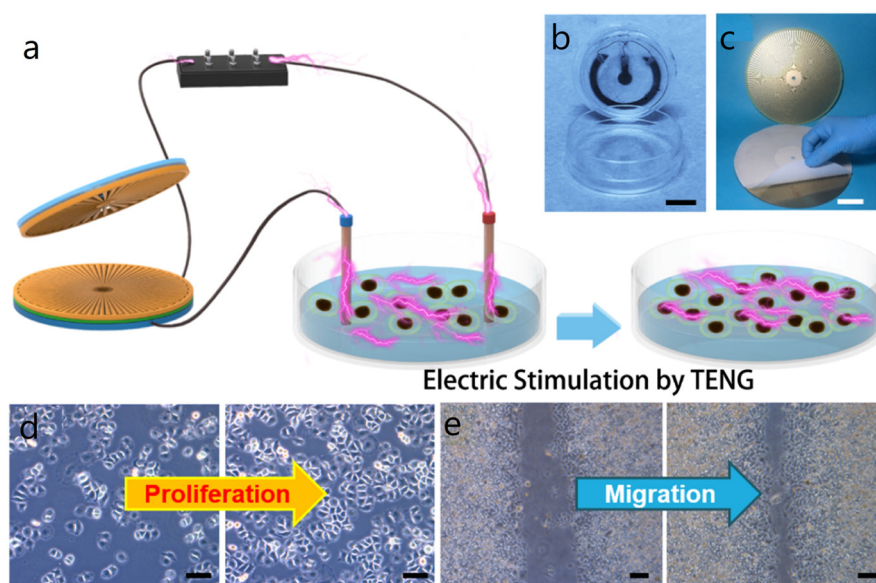 a
b
c
Electric Stimulation by TENG
d
Proliferation
e
Migration